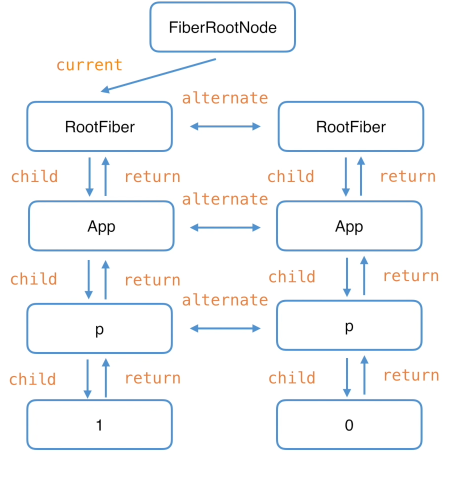 FiberRootNode
current
alternate
RootFiber
RootFiber
child
return
child
return
alternate
App
App
child
return
child
return
alternate
p
p
child
return
child
return
1
0